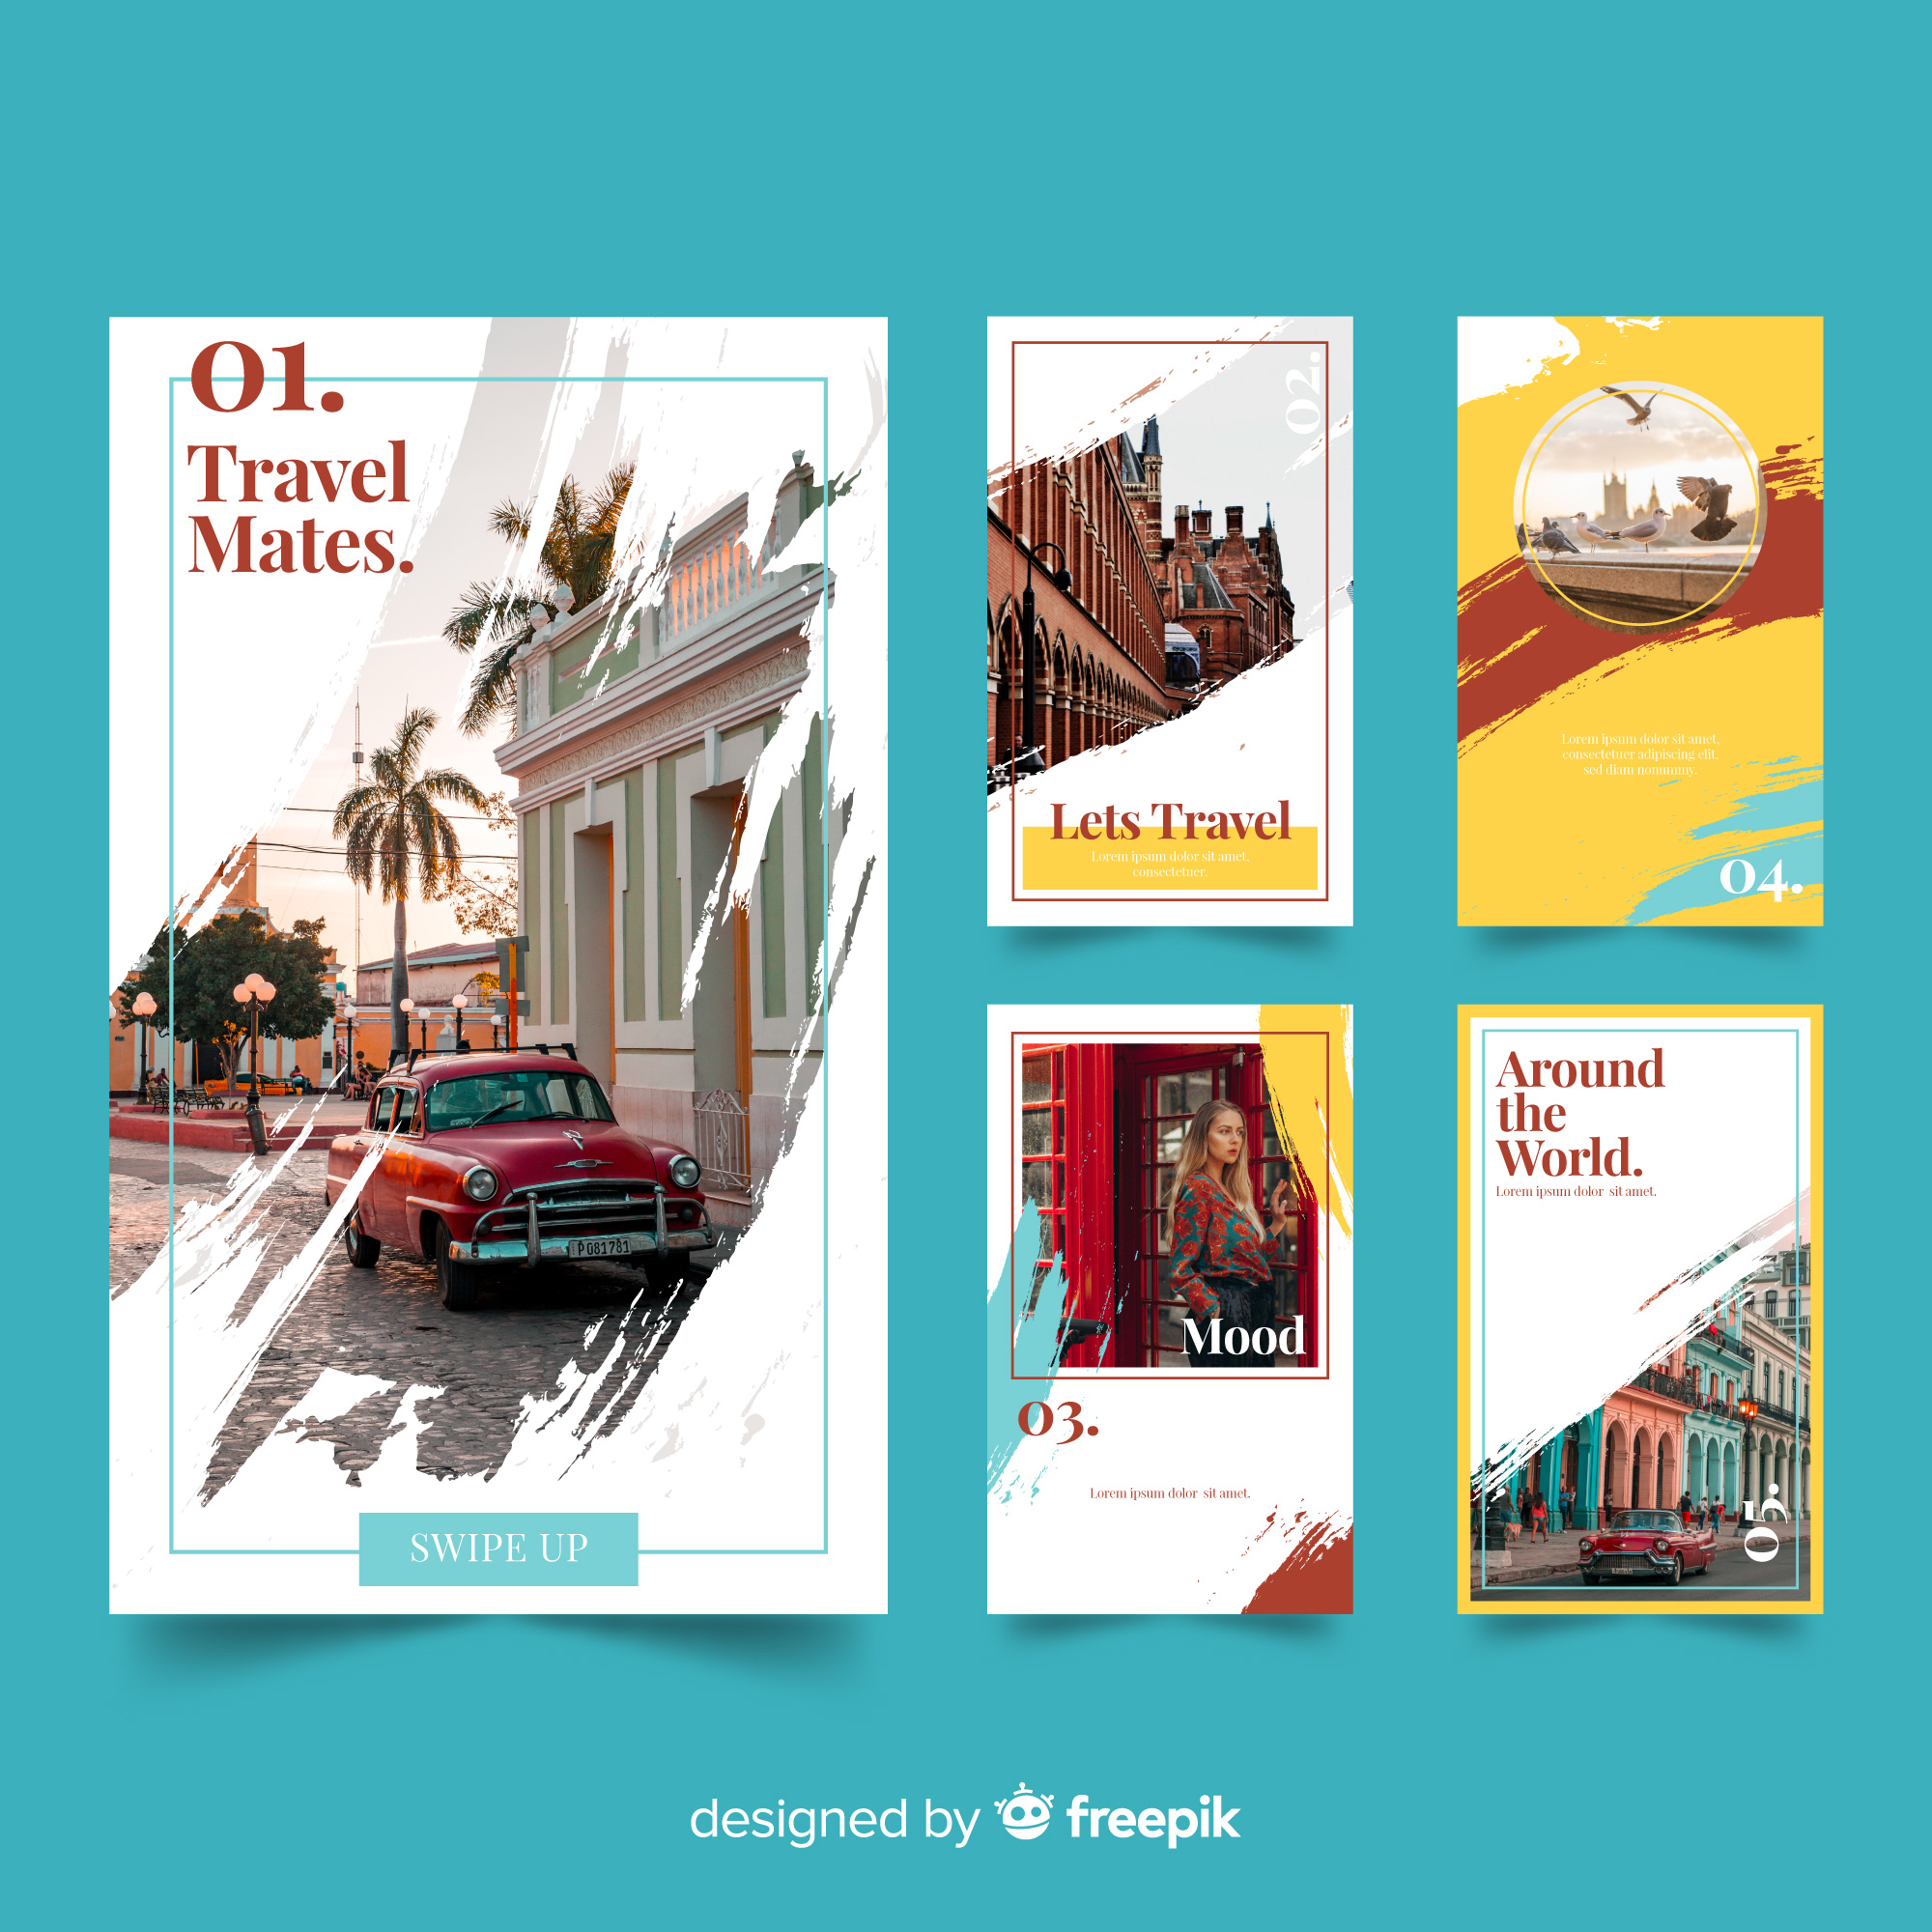 01.
Travel
Mates.
P081781
SWIPE UP
02.
Lets Travel
Lorem ipsum dolor sit amet,
consectetuer.
Lorem ipsum dolor sit amet,
consectetuer adipiscing elit,
sed diam nonummy.
04.
Mood
03.
Lorem ipsum dolor sit amet.
Around
the
World.
Lorem ipsum dolor sit amet.
05.
designed by freepik